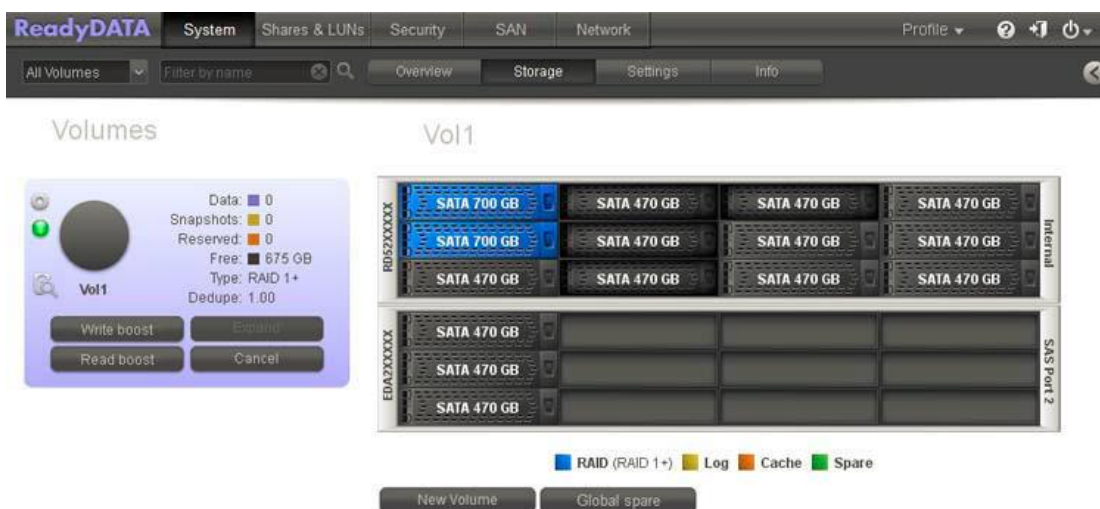 ReadyDATA System Shares & LUNs Security SAN Network Profile
All Volumes Filter by name Overview Storage Settings Info
Volumes
Vol1
Data: 0
Snapshots: 0
Reserved: 0
Free: 675 GB
Type: RAID 1+
Dedupe: 1.00
Vol1
Write boost Expand
Read boost Cancel
RD52XXXXX
SATA 700 GB SATA 470 GB SATA 470 GB SATA 470 GB
SATA 700 GB SATA 470 GB SATA 470 GB SATA 470 GB
SATA 470 GB SATA 470 GB SATA 470 GB SATA 470 GB
Internal
EDA2XXXXX
SATA 470 GB
SATA 470 GB
SATA 470 GB
SAS Port 2
RAID (RAID 1+) Log Cache Spare
New Volume Global spare